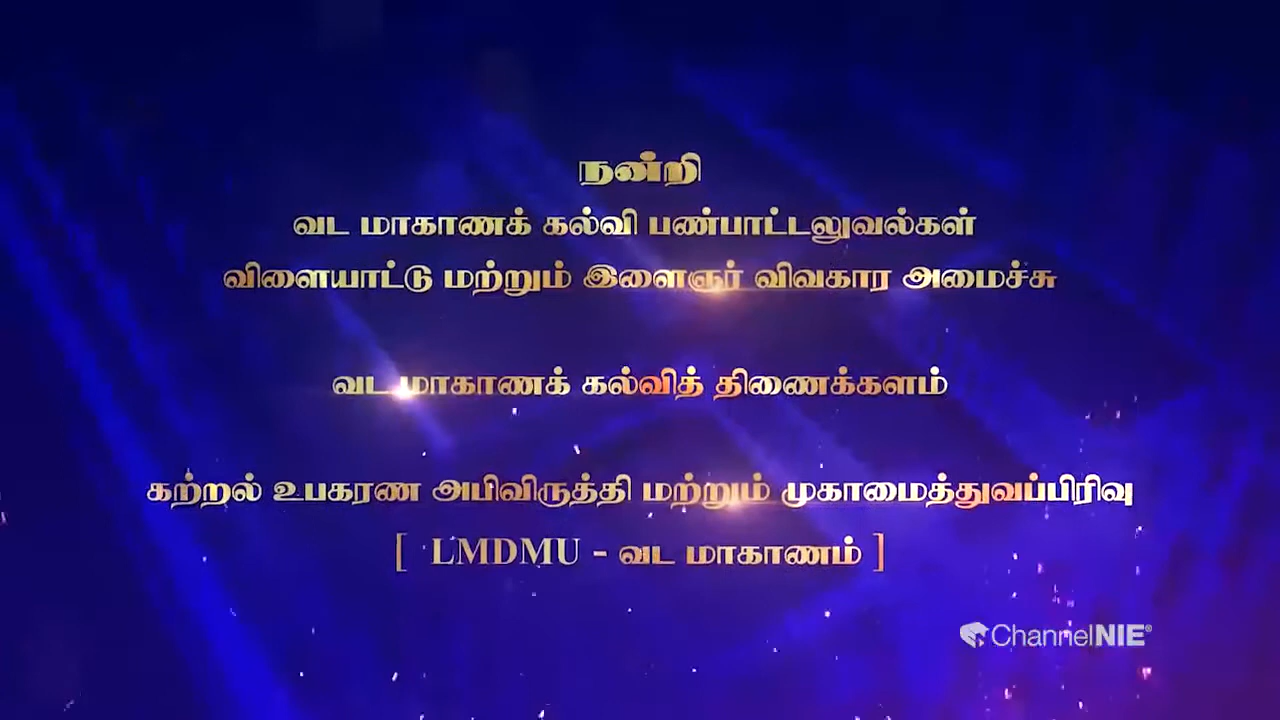 நன்றி
வட மாகாணக் கல்வி பண்பாட்டலுவல்கள்
விளையாட்டு மற்றும் இளைஞர் விவகார அமைச்சு
வட மாகாணக் கல்வித் திணைக்களம்
கற்றல் உபகரண அபிவிருத்தி மற்றும் முகாமைத்துவப்பிரிவு
[ LMDMU - வட மாகாணம் ]
ChannelNIE®